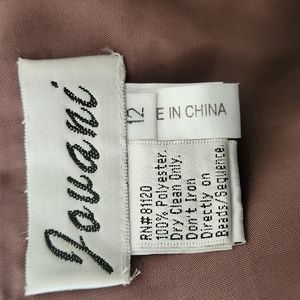 Jovani
12
E IN CHINA
RN#81120
100% Polyester.
Dry Clean Only.
Don't Iron
Directly on
Beads/Sequence.